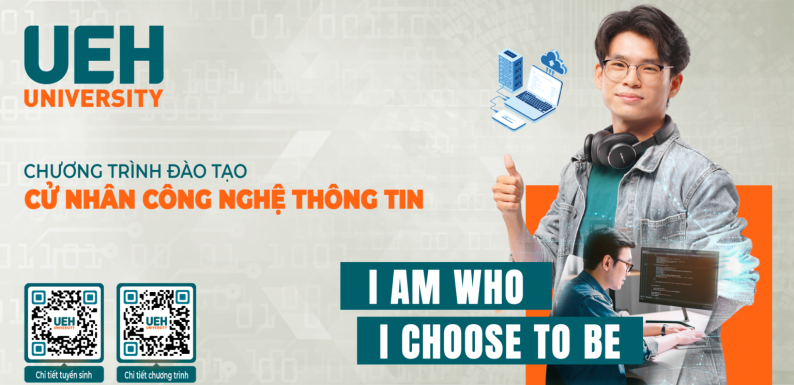 UEH
UNIVERSITY
CHƯƠNG TRÌNH ĐÀO TẠO
CỬ NHÂN CÔNG NGHỆ THÔNG TIN
I AM WHO
I CHOOSE TO BE
UEH
UNIVERSITY
UEH
UNIVERSITY
Chi tiết tuyển sinh
Chi tiết chương trình